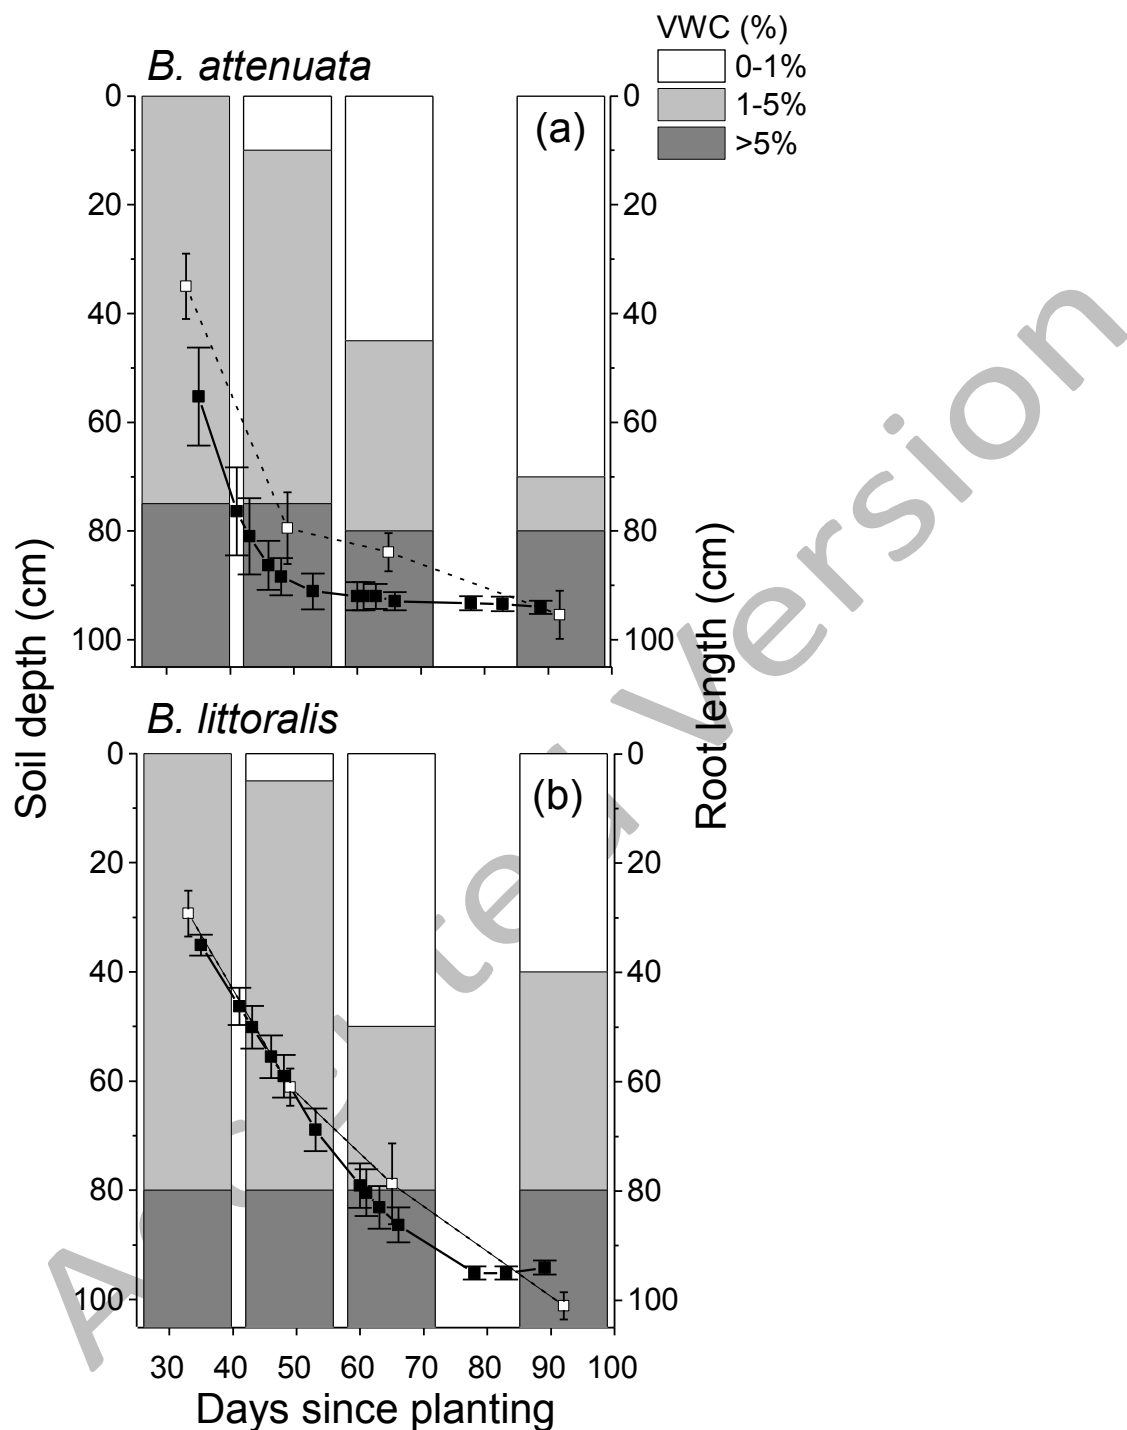 VWC (%)
0-1%
1-5%
>5%
B. attenuata
(a)
0
20
40
60
80
100
0
20
40
60
80
100
Soil depth (cm)
Root length (cm)
B. littoralis
(b)
0
20
40
60
80
100
0
20
40
60
80
100
30 40 50 60 70 80 90 100
Days since planting
Accepted Version